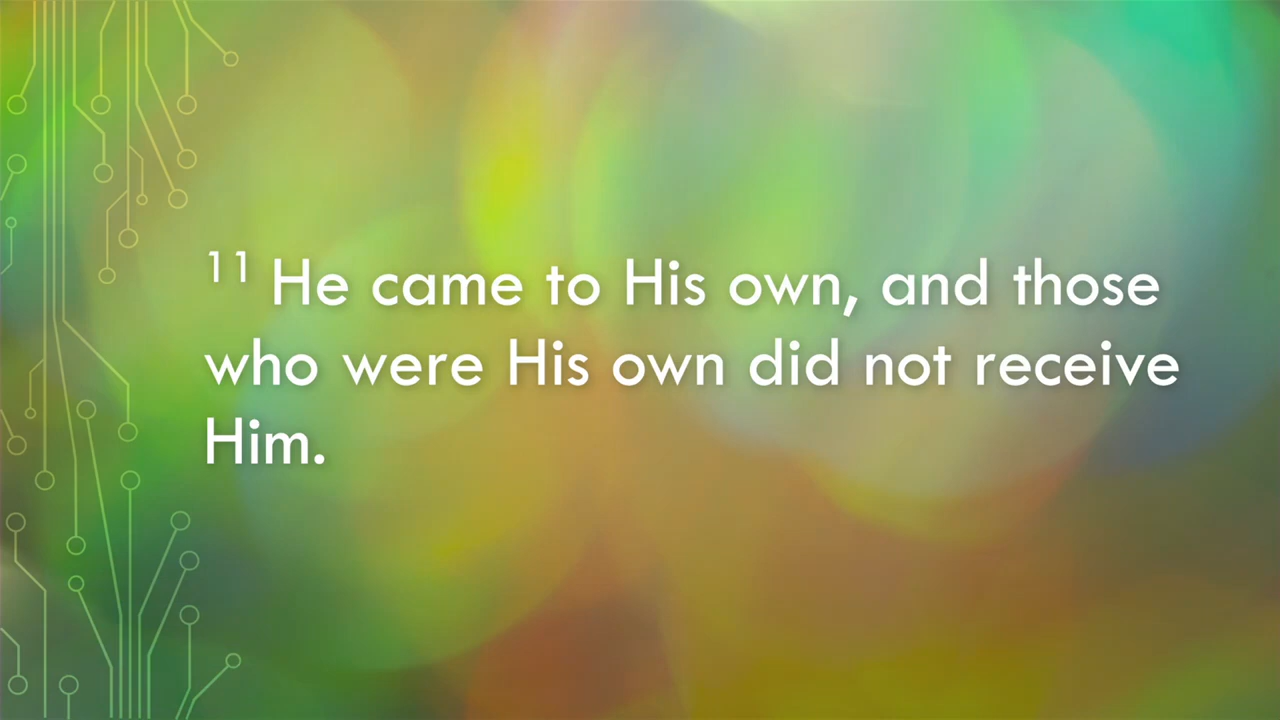 11 He came to His own, and those
who were His own did not receive
Him.